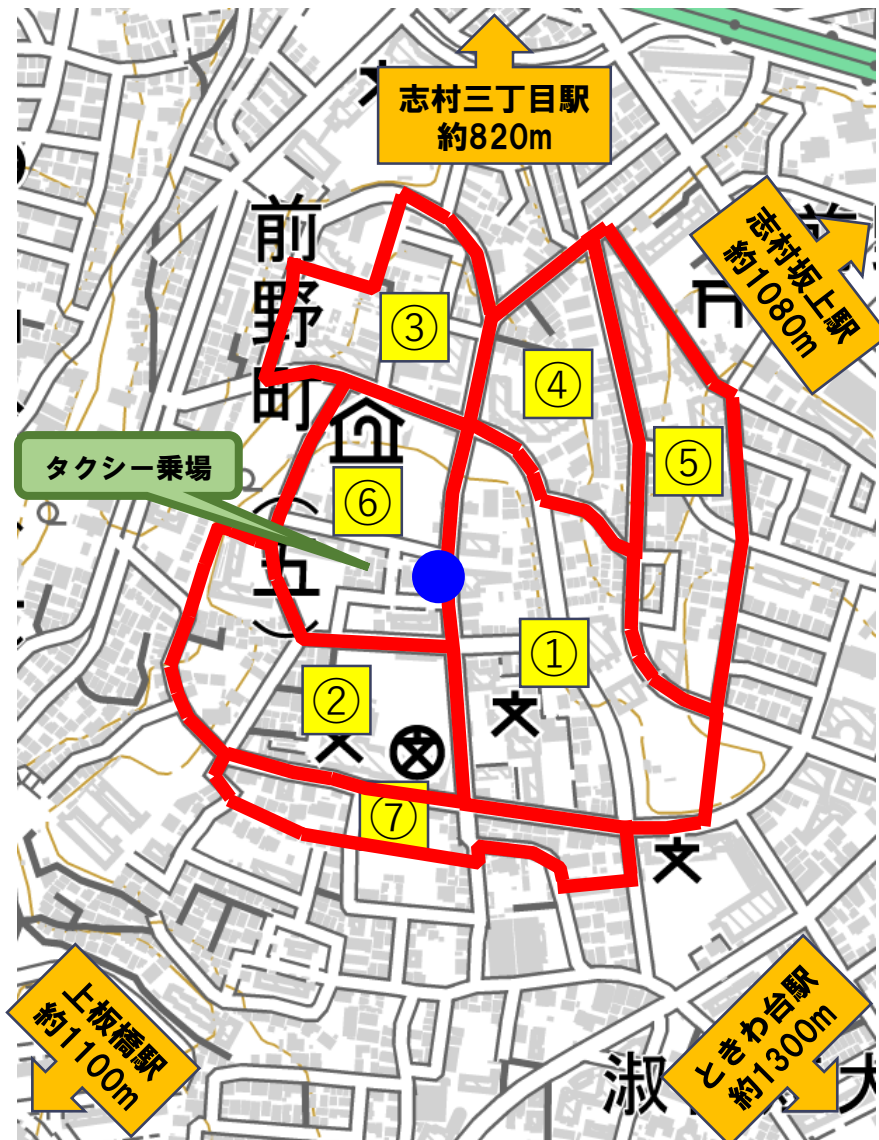 志村三丁目駅
約820m
志村坂上駅
約1080m
前
野
町
③
④
⑤
タクシー乗場
⑥
（五）
①
②
⑦
上板橋駅
約1100m
ときわ台駅
約1300m
淑
大